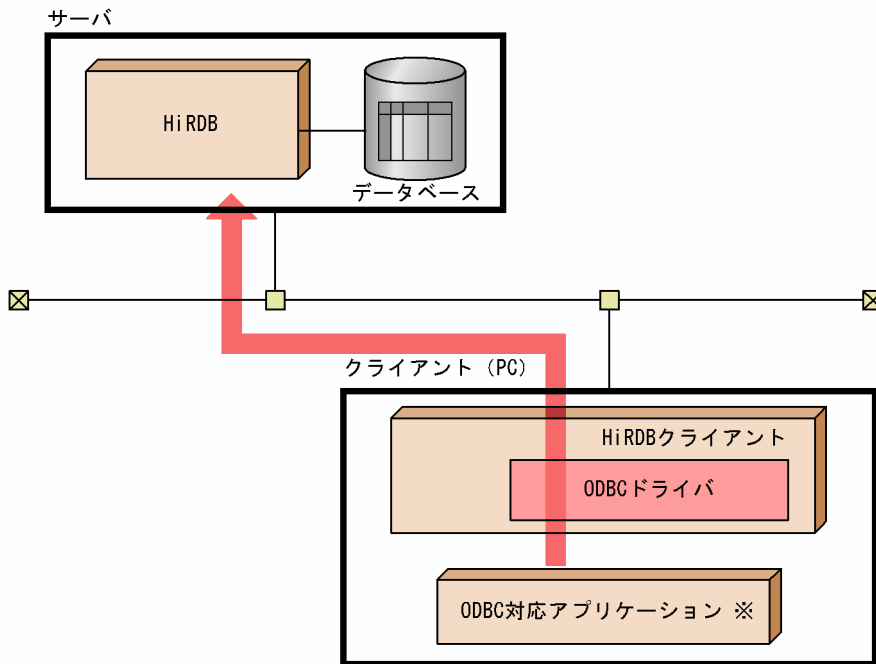 サーバ
HiRDB
データベース
クライアント（PC）
HiRDBクライアント
ODBCドライバ
ODBC対応アプリケーション ※